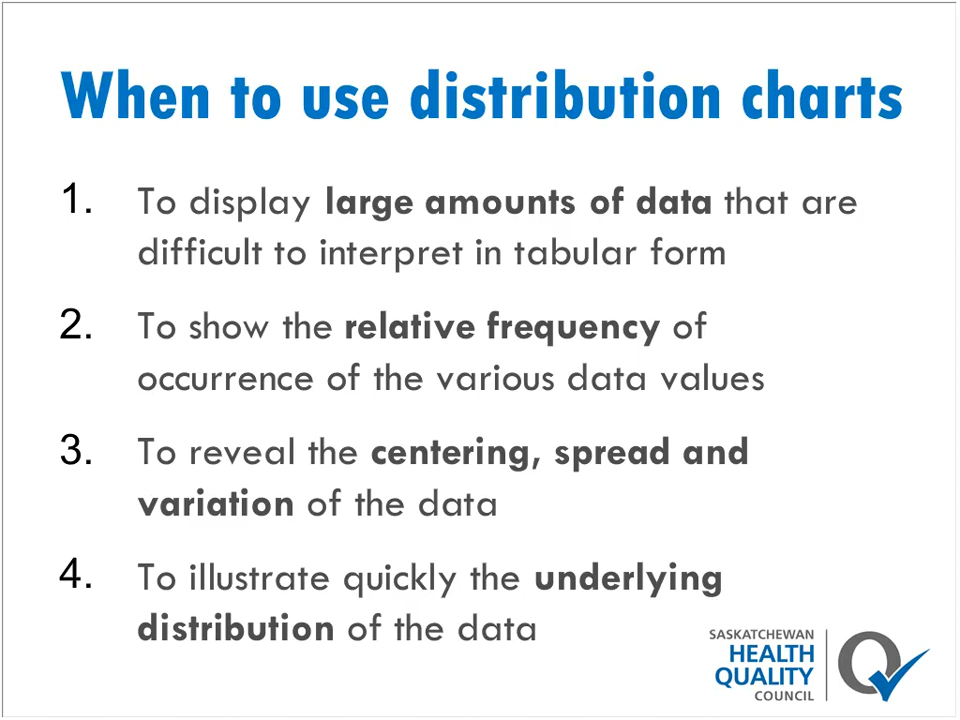 When to use distribution charts
1. To display large amounts of data that are
difficult to interpret in tabular form
2. To show the relative frequency of
occurrence of the various data values
3. To reveal the centering, spread and
variation of the data
4. To illustrate quickly the underlying
distribution of the data
SASKATCHEWAN
HEALTH
QUALITY
COUNCIL
Q